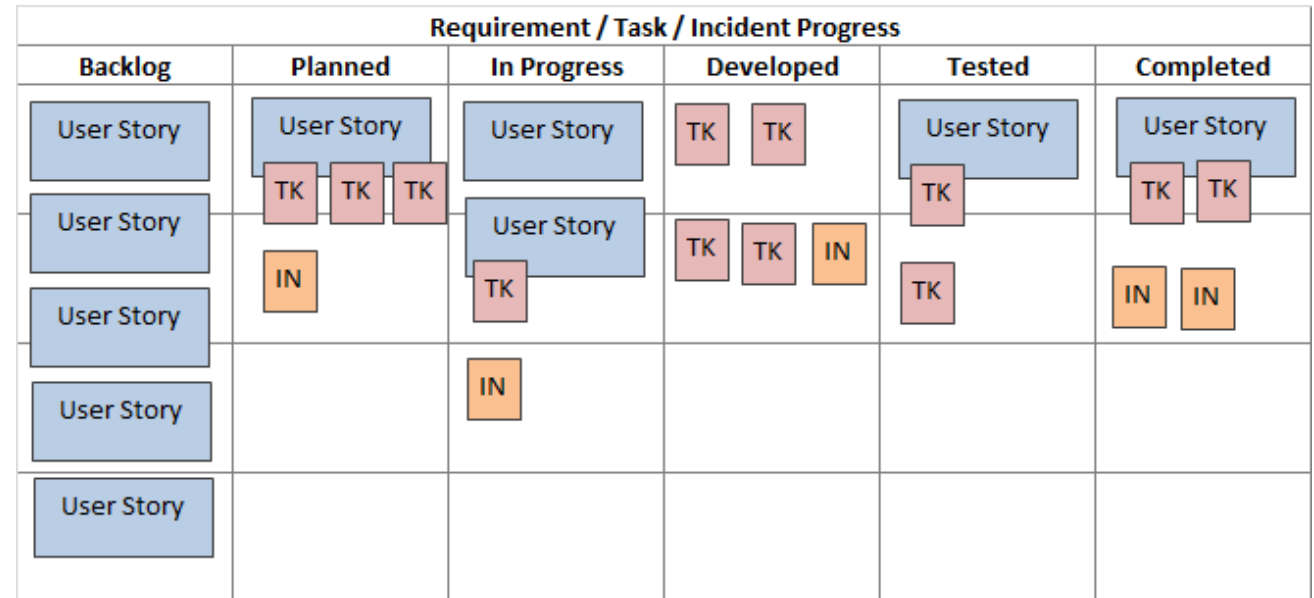 Requirement / Task / Incident Progress
Backlog Planned In Progress Developed Tested Completed
User Story User Story User Story TK TK User Story User Story
TK TK TK TK TK TK
User Story User Story TK TK IN
IN TK TK IN IN
User Story
IN
User Story
User Story